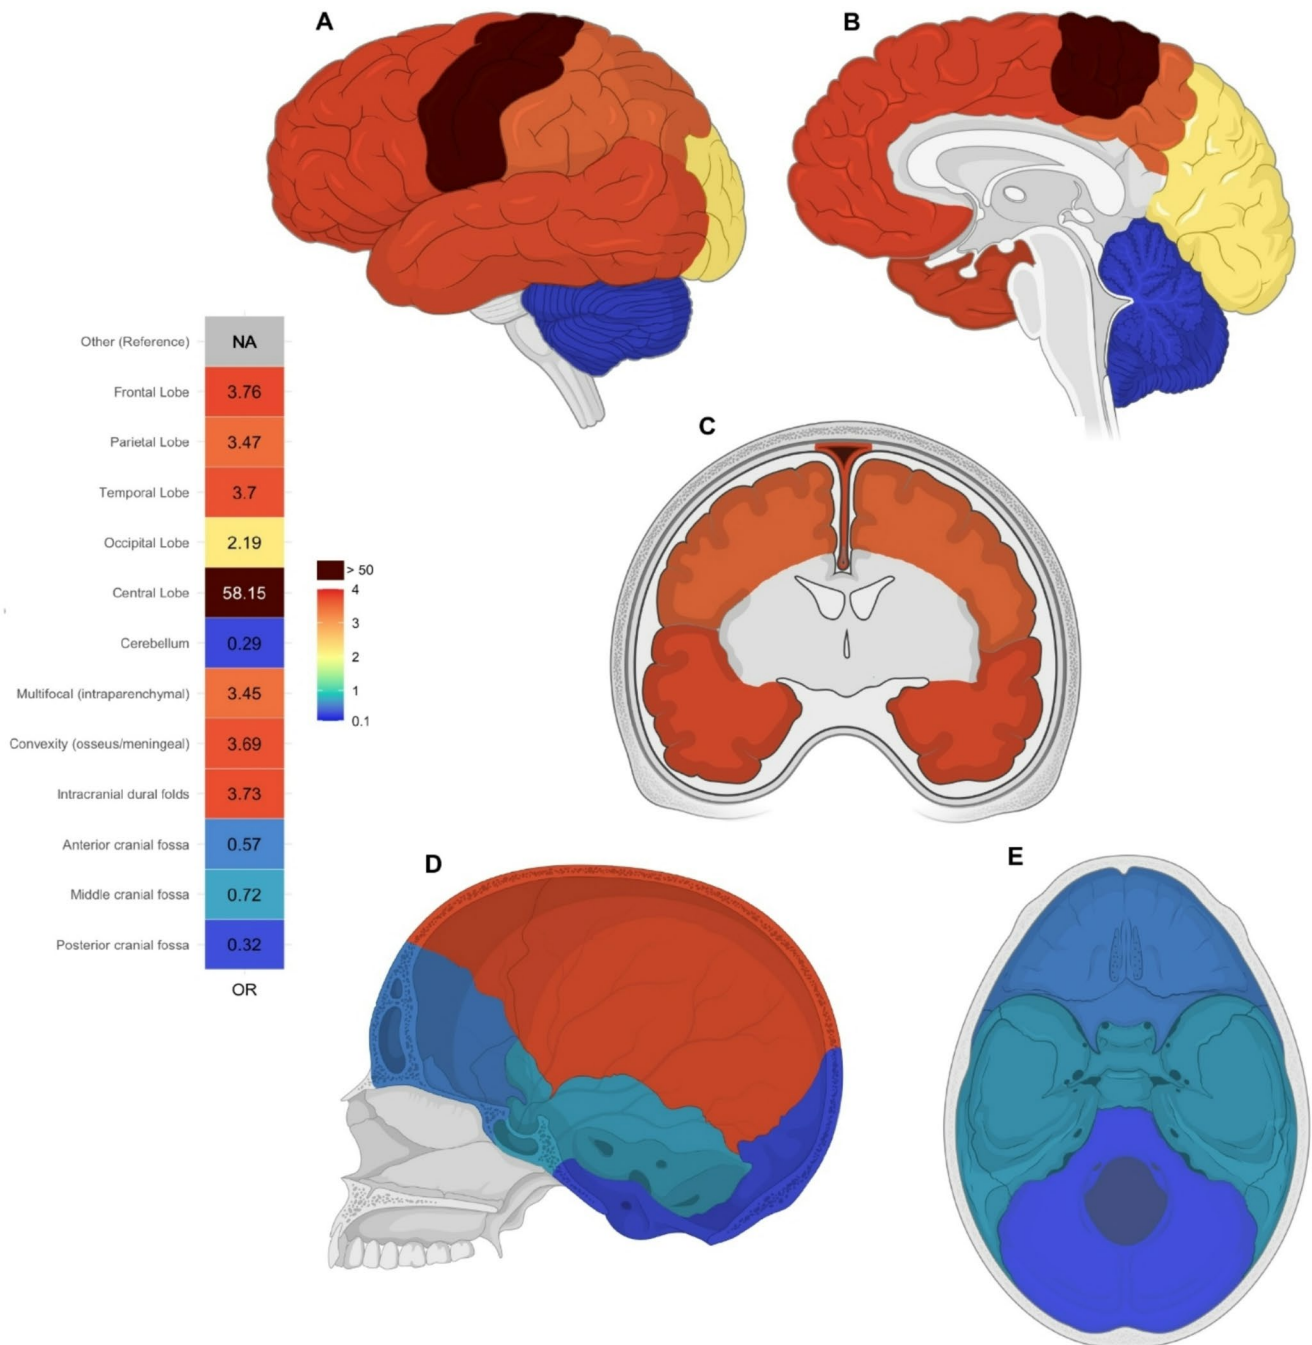 A
B
Other (Reference) NA
Frontal Lobe 3.76
Parietal Lobe 3.47
Temporal Lobe 3.7
Occipital Lobe 2.19
Central Lobe 58.15
Cerebellum 0.29
Multifocal (intraparenchymal) 3.45
Convexity (osseus/meningeal) 3.69
Intracranial dural folds 3.73
Anterior cranial fossa 0.57
Middle cranial fossa 0.72
Posterior cranial fossa 0.32
OR
> 50
4
3
2
1
0.1
C
D
E